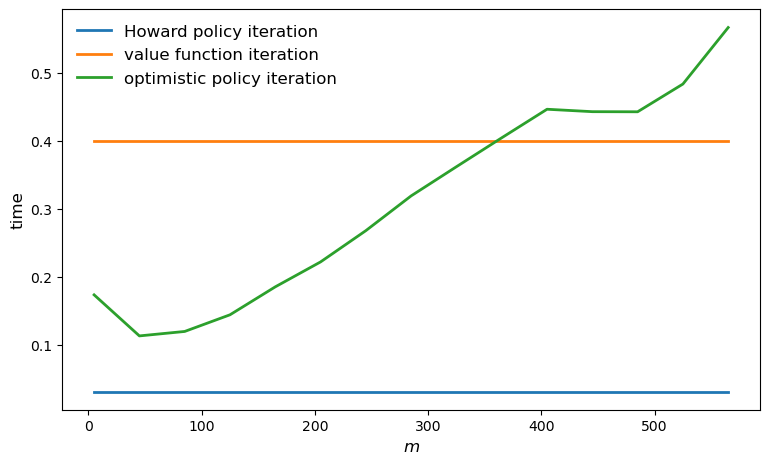 Howard policy iteration
value function iteration
optimistic policy iteration
time
0.5
0.4
0.3
0.2
0.1
0 100 200 300 400 500
m